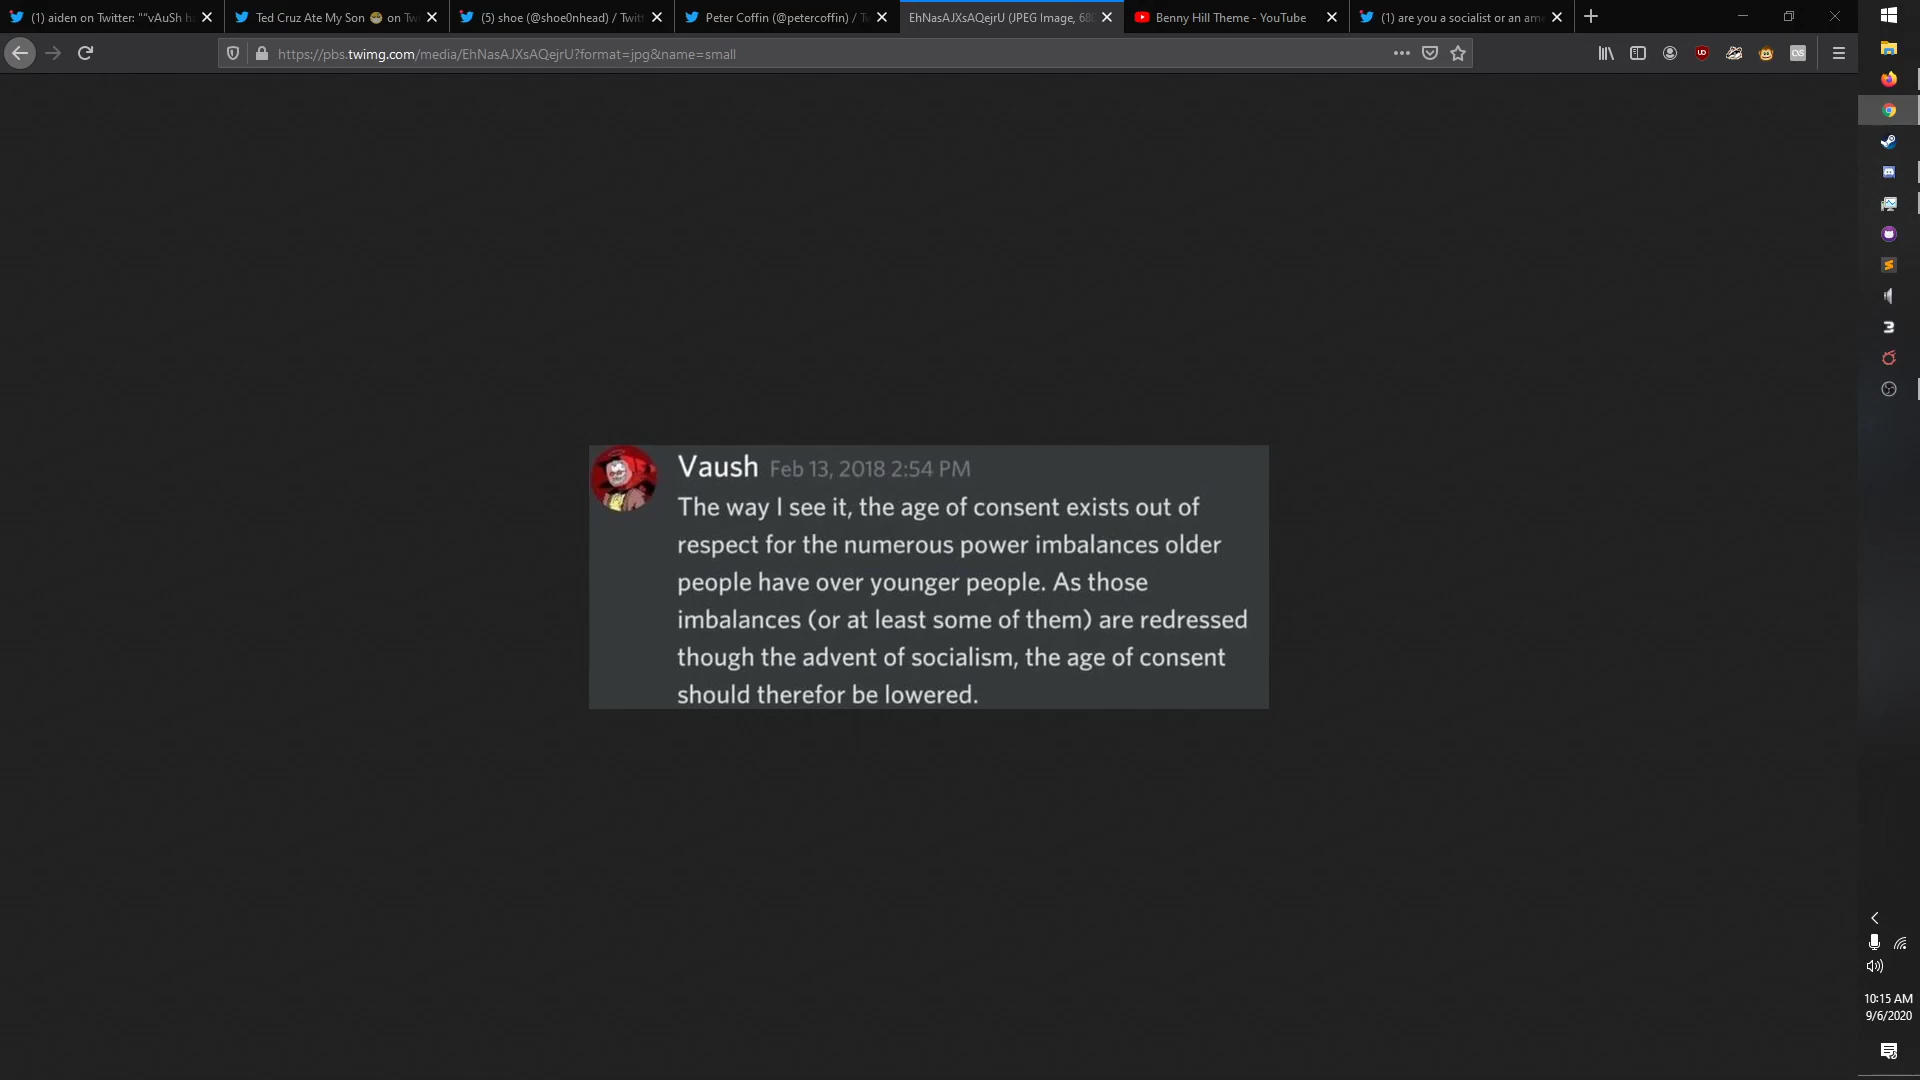 (1) aiden on Twitter: "“vAuSh h
Ted Cruz Ate My Son on Tw
(5) shoe (@shoe0nhead) / Twitt
Peter Coffin (@petercoffin) / Tw
EhNasAJXsAQejrU (JPEG Image, 68
Benny Hill Theme - YouTube
(1) are you a socialist or an am
https://pbs.twimg.com/media/EhNasAJXsAQejrU?format=jpg&name=small
Vaush Feb 13, 2018 2:54 PM
The way I see it, the age of consent exists out of
respect for the numerous power imbalances older
people have over younger people. As those
imbalances (or at least some of them) are redressed
though the advent of socialism, the age of consent
should therefor be lowered.
10:15 AM
9/6/2020